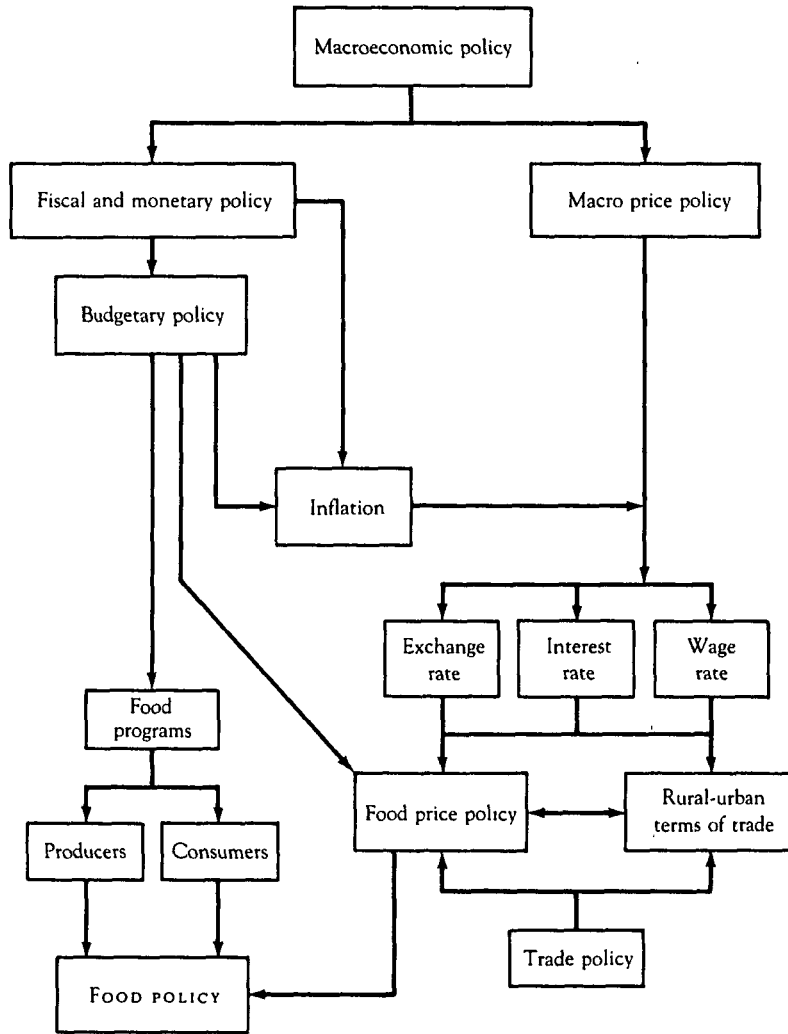 Macroeconomic policy
Fiscal and monetary policy
Macro price policy
Budgetary policy
Inflation
Exchange
rate
Interest
rate
Wage
rate
Food
programs
Food price policy
Rural-urban
terms of trade
Producers
Consumers
Trade policy
FOOD POLICY